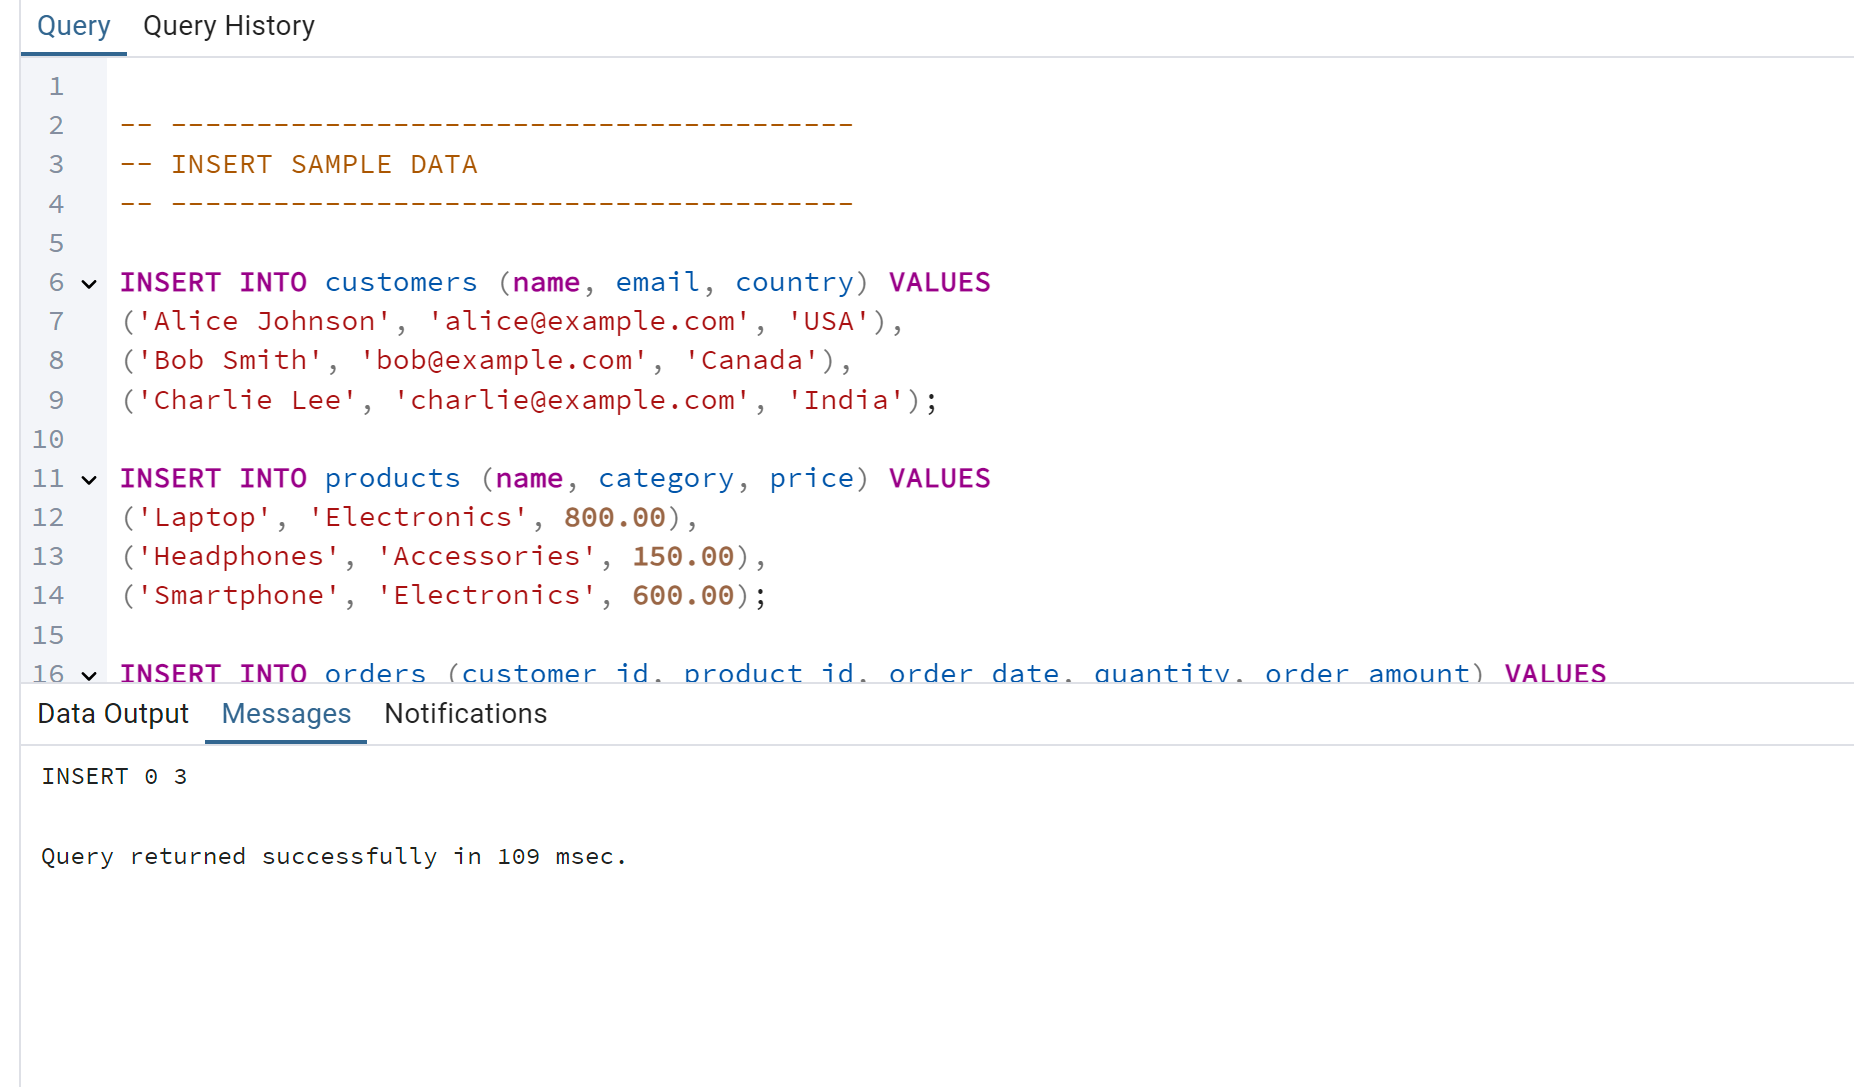 Query Query History
1
2 -- ----------------------------------------
3 -- INSERT SAMPLE DATA
4 -- ----------------------------------------
5
6 INSERT INTO customers (name, email, country) VALUES
7 ('Alice Johnson', 'alice@example.com', 'USA'),
8 ('Bob Smith', 'bob@example.com', 'Canada'),
9 ('Charlie Lee', 'charlie@example.com', 'India');
10
11 INSERT INTO products (name, category, price) VALUES
12 ('Laptop', 'Electronics', 800.00),
13 ('Headphones', 'Accessories', 150.00),
14 ('Smartphone', 'Electronics', 600.00);
15
16 INSERT INTO orders (customer_id, product_id, order_date, quantity, order_amount) VALUES
Data Output Messages Notifications
INSERT 0 3
Query returned successfully in 109 msec.